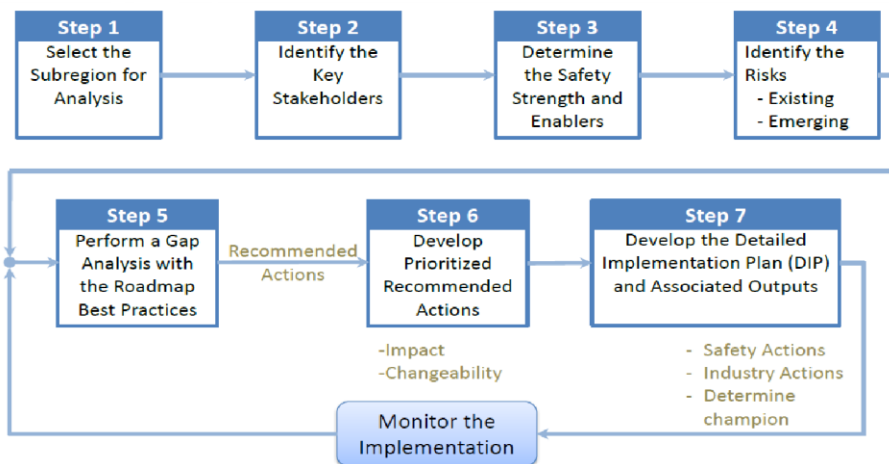 Step 1
Select the
Subregion for
Analysis
Step 2
Identify the
Key
Stakeholders
Step 3
Determine
the Safety
Strength and
Enablers
Step 4
Identify the
Risks
- Existing
- Emerging
Step 5
Perform a Gap
Analysis with
the Roadmap
Best Practices
Recommended
Actions
Step 6
Develop
Prioritized
Recommended
Actions
-Impact
-Changeability
Step 7
Develop the Detailed
Implementation Plan (DIP)
and Associated Outputs
- Safety Actions
- Industry Actions
- Determine
champion
Monitor the
Implementation